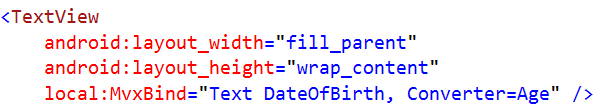 <TextView
android:layout_width="fill_parent"
android:layout_height="wrap_content"
local:MvxBind="Text DateOfBirth, Converter=Age" />